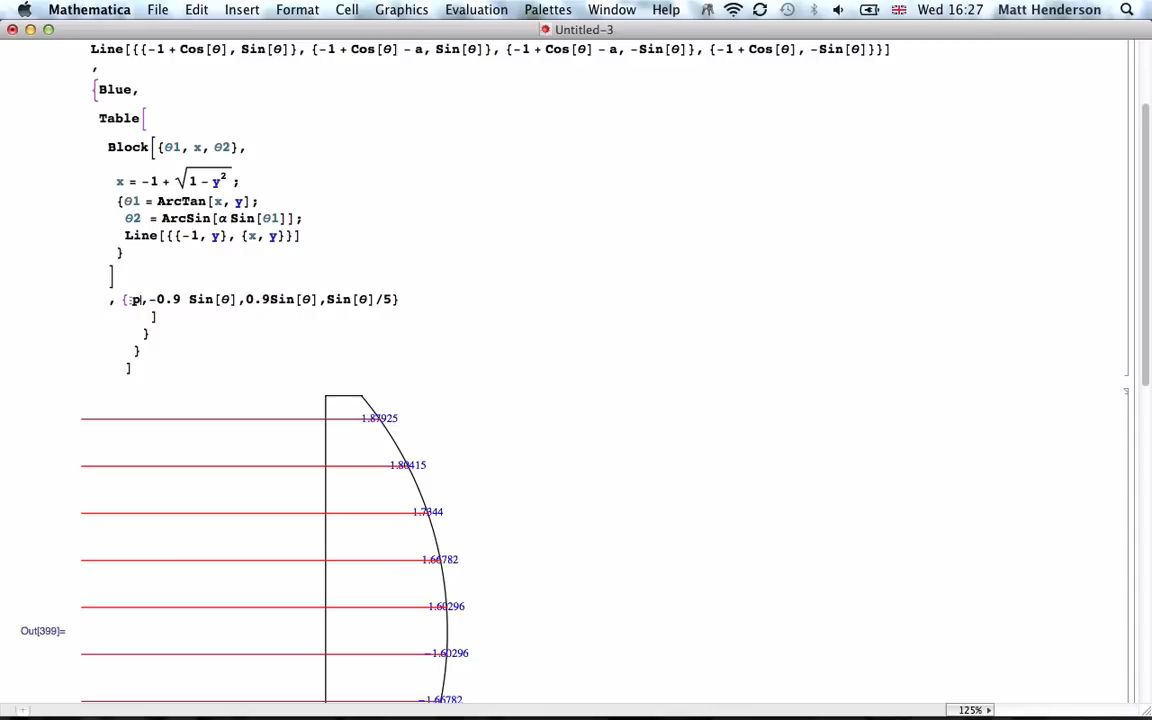 Mathematica File Edit Insert Format Cell Graphics Evaluation Palettes Window Help Wed 16:27 Matt Henderson
Untitled-3
Line[{{{-1 + Cos[θ], Sin[θ]}, {-1 + Cos[θ] - a, Sin[θ]}, {-1 + Cos[θ] - a, -Sin[θ]}, {-1 + Cos[θ], -Sin[θ]}}]
,
{Blue,
Table[
Block[{θ1, x, θ2},
x = -1 + √1 - y² ;
{θ1 = ArcTan[x, y];
θ2 = ArcSin[α Sin[θ1]];
Line[{{-1, y}, {x, y}}]
}
]
, {p,-0.9 Sin[θ],0.9Sin[θ],Sin[θ]/5}
]
}
}
]
1.87925
1.80415
1.7344
1.66782
1.60296
Out[399]=
-1.60296
-1.66782
125%